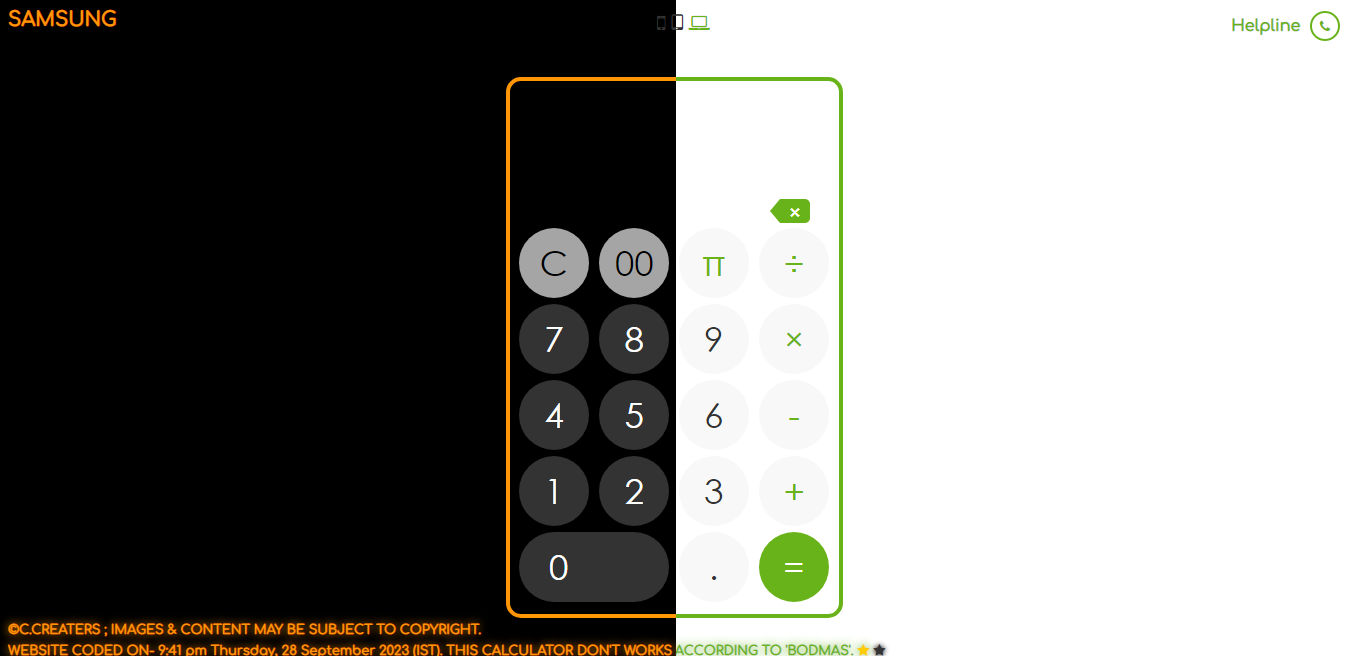 SAMSUNG
Helpline
×
C 00 π ÷
7 8 9 ×
4 5 6 -
1 2 3 +
0 . =
©C.CREATERS ; IMAGES & CONTENT MAY BE SUBJECT TO COPYRIGHT.
WEBSITE CODED ON- 9:41 pm Thursday, 28 September 2023 (IST). THIS CALCULATOR DON'T WORKS ACCORDING TO 'BODMAS'.